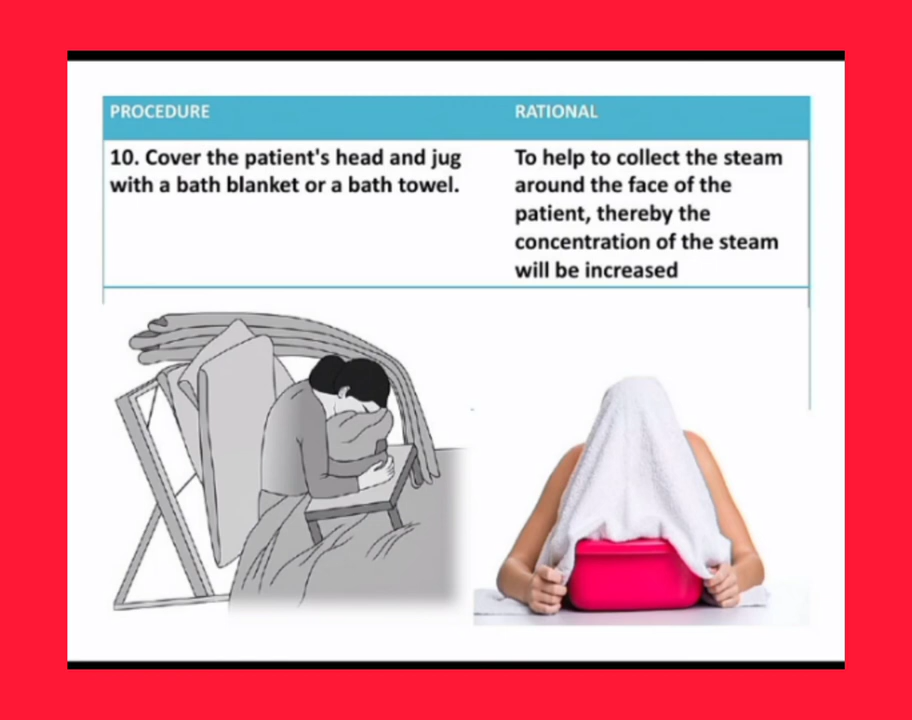 PROCEDURE
RATIONAL
10. Cover the patient's head and jug
with a bath blanket or a bath towel.
To help to collect the steam
around the face of the
patient, thereby the
concentration of the steam
will be increased